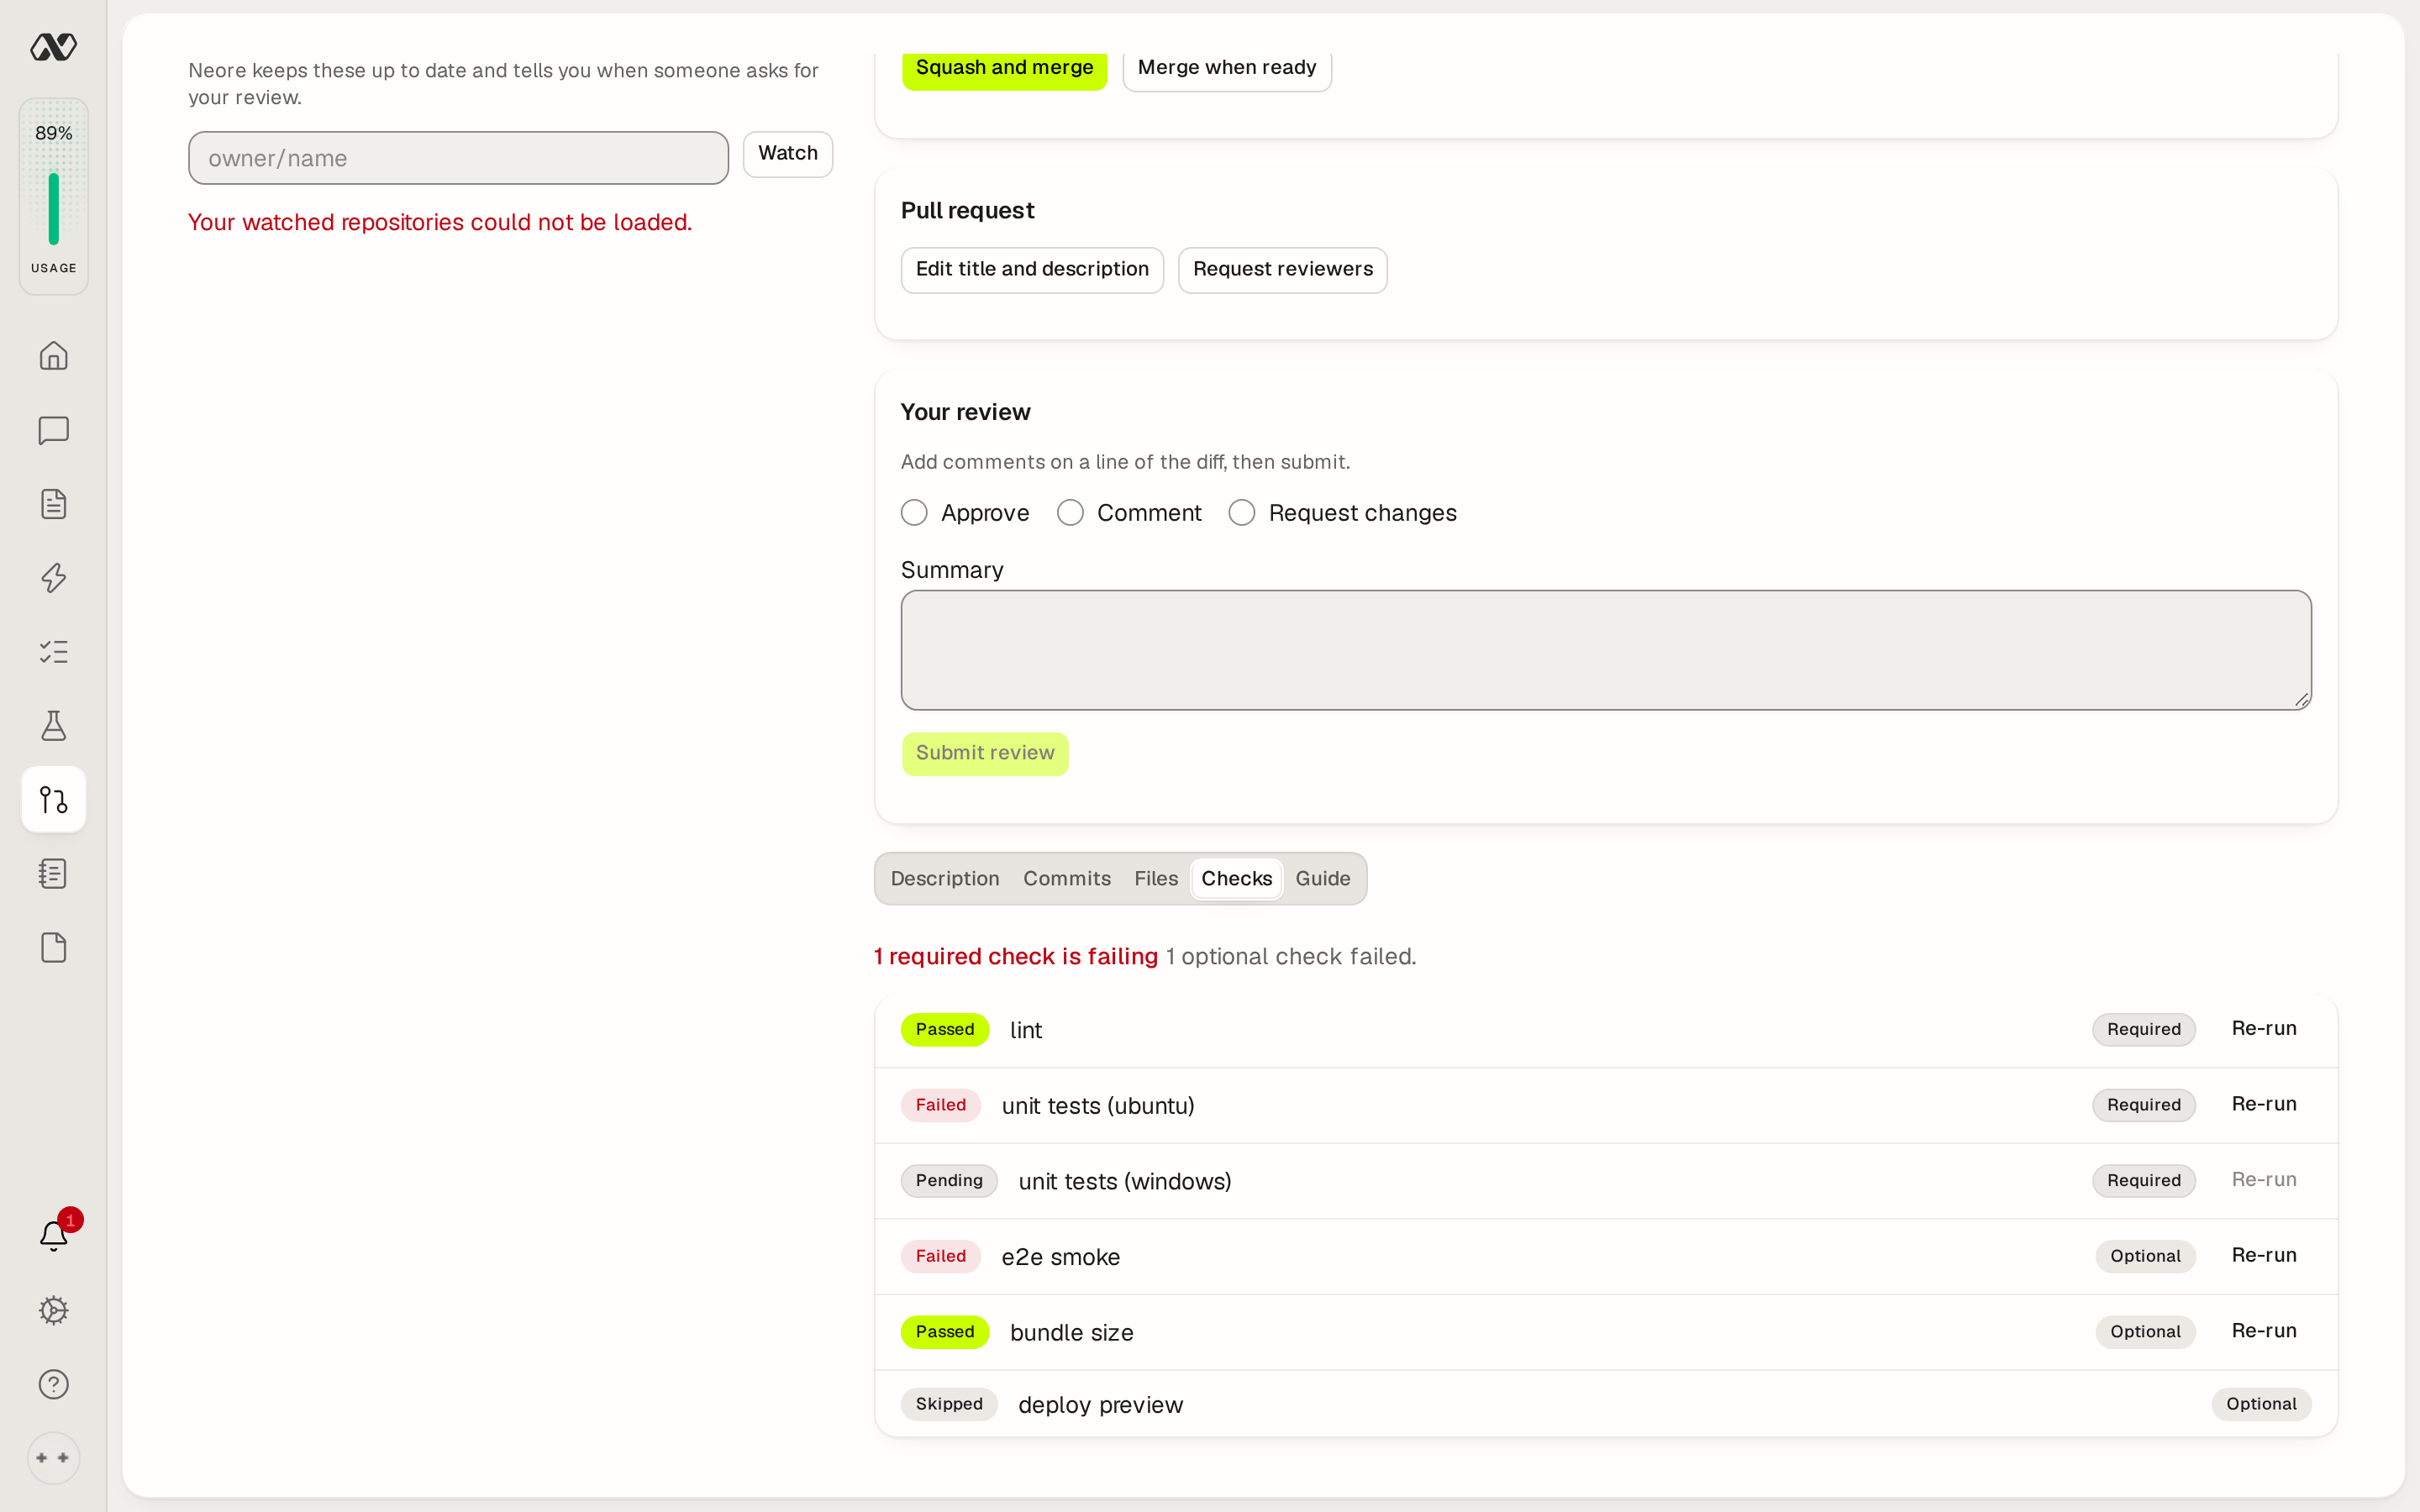 89%
USAGE
1
Neore keeps these up to date and tells you when someone asks for
your review.
owner/name
Watch
Your watched repositories could not be loaded.
Squash and merge
Merge when ready
Pull request
Edit title and description
Request reviewers
Your review
Add comments on a line of the diff, then submit.
Approve
Comment
Request changes
Summary
Submit review
Description
Commits
Files
Checks
Guide
1 required check is failing 1 optional check failed.
Passed lint Required Re-run
Failed unit tests (ubuntu) Required Re-run
Pending unit tests (windows) Required Re-run
Failed e2e smoke Optional Re-run
Passed bundle size Optional Re-run
Skipped deploy preview Optional